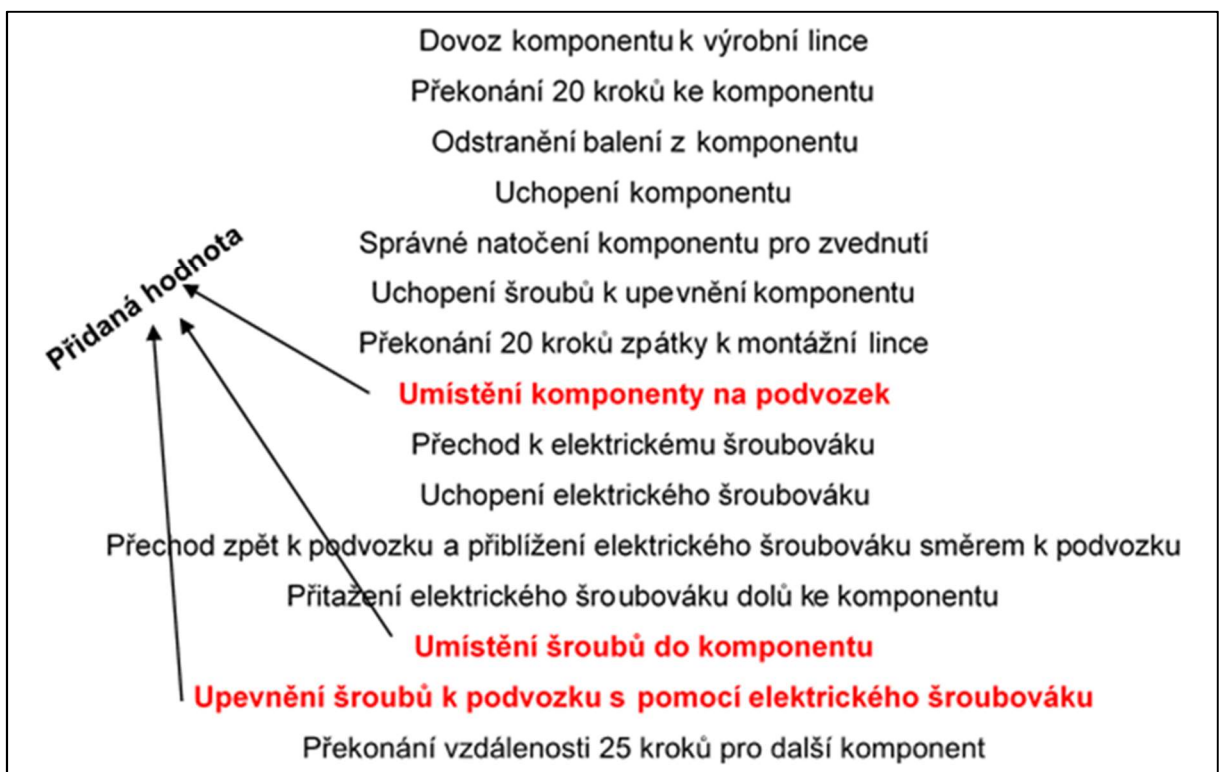 Dovoz komponentu k výrobní lince
Překonání 20 kroků ke komponentu
Odstranění balení z komponentu
Uchopení komponentu
Správné natočení komponentu pro zvednutí
Uchopení šroubů k upevnění komponentu
Překonání 20 kroků zpátky k montážní lince
Přidaná hodnota
Umístění komponenty na podvozek
Přechod k elektrickému šroubováku
Uchopení elektrického šroubováku
Přechod zpět k podvozku a přiblížení elektrického šroubováku směrem k podvozku
Přitažení elektrického šroubováku dolů ke komponentu
Umístění šroubů do komponentu
Upevnění šroubů k podvozku s pomocí elektrického šroubováku
Překonání vzdálenosti 25 kroků pro další komponent